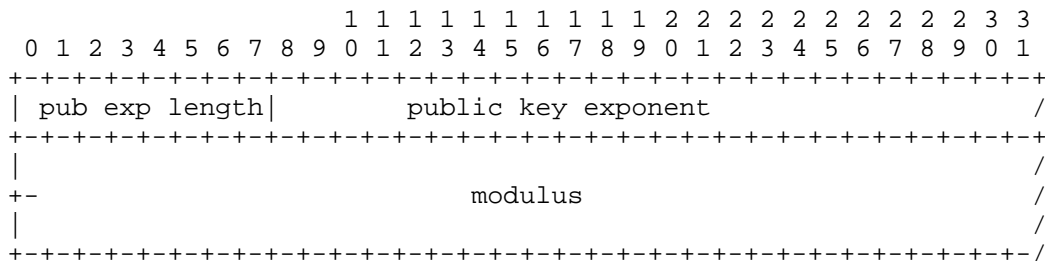 1 1 1 1 1 1 1 1 1 1 2 2 2 2 2 2 2 2 2 2 3 3
 0 1 2 3 4 5 6 7 8 9 0 1 2 3 4 5 6 7 8 9 0 1 2 3 4 5 6 7 8 9 0 1
+-+-+-+-+-+-+-+-+-+-+-+-+-+-+-+-+-+-+-+-+-+-+-+-+-+-+-+-+-+-+-+-+
| pub exp length|        public key exponent                    /
+-+-+-+-+-+-+-+-+-+-+-+-+-+-+-+-+-+-+-+-+-+-+-+-+-+-+-+-+-+-+-+-+
|                                                               /
+-                           modulus                            /
|                                                               /
+-+-+-+-+-+-+-+-+-+-+-+-+-+-+-+-+-+-+-+-+-+-+-+-+-+-+-+-+-+-+-+-/